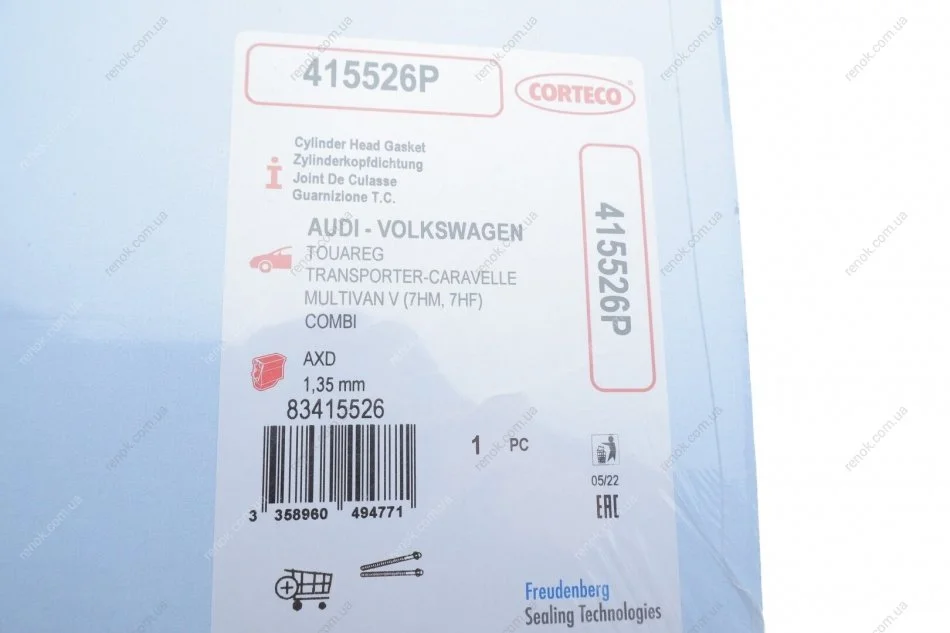 415526P
CORTECO
Cylinder Head Gasket
Zylinderkopfdichtung
Joint De Culasse
Guarnizione T.C.
AUDI - VOLKSWAGEN
TOUAREG
TRANSPORTER-CARAVELLE
MULTIVAN V (7HM, 7HF)
COMBI
415526P
AXD
1,35 mm
83415526
1 PC
3 358960 494771
05/22
EAC
Freudenberg
Sealing Technologies
renok.com.ua